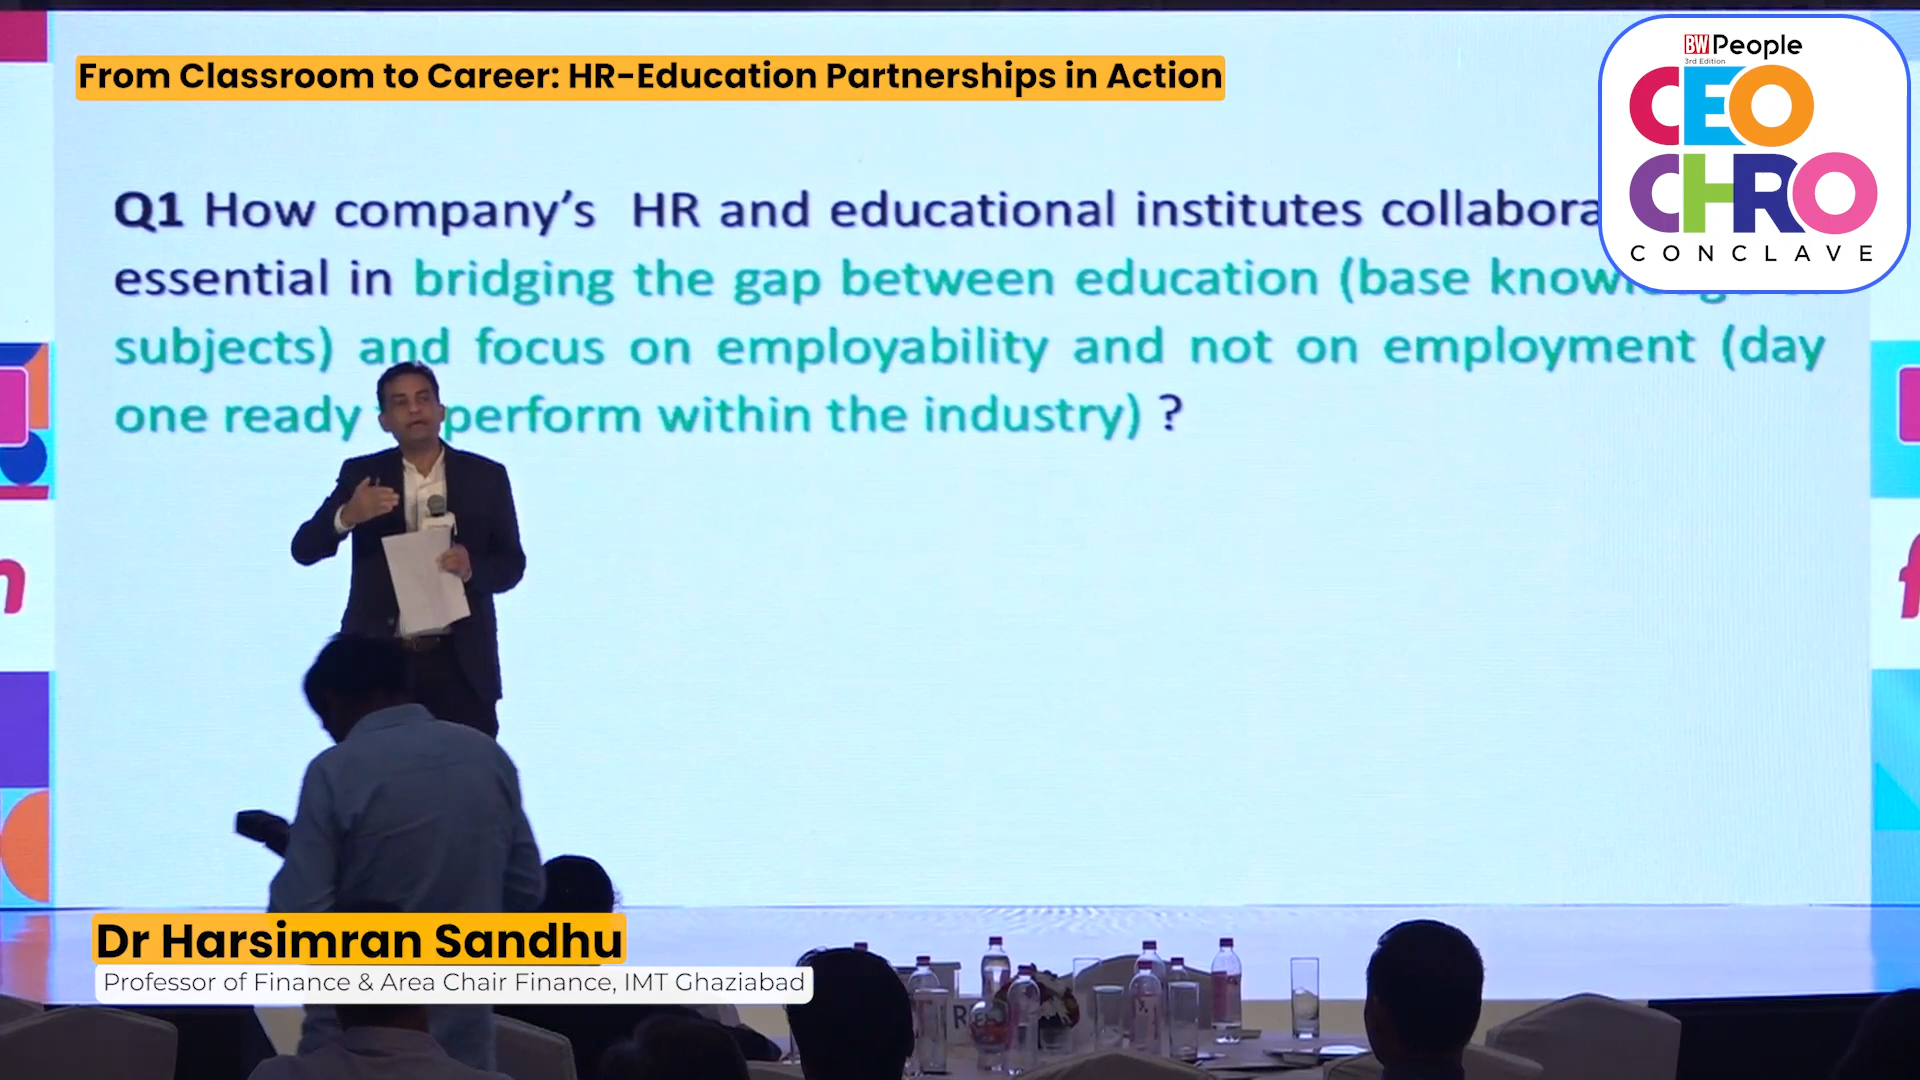 From Classroom to Career: HR-Education Partnerships in Action
BW People
3rd Edition
CEO
CHRO
CONCLAVE
Q1 How company's HR and educational institutes
essential in bridging the gap between education (base
subjects) and focus on employability and not on employment (day
one ready perform within the industry) ?
Dr Harsimran Sandhu
Professor of Finance & Area Chair Finance, IMT Ghaziabad